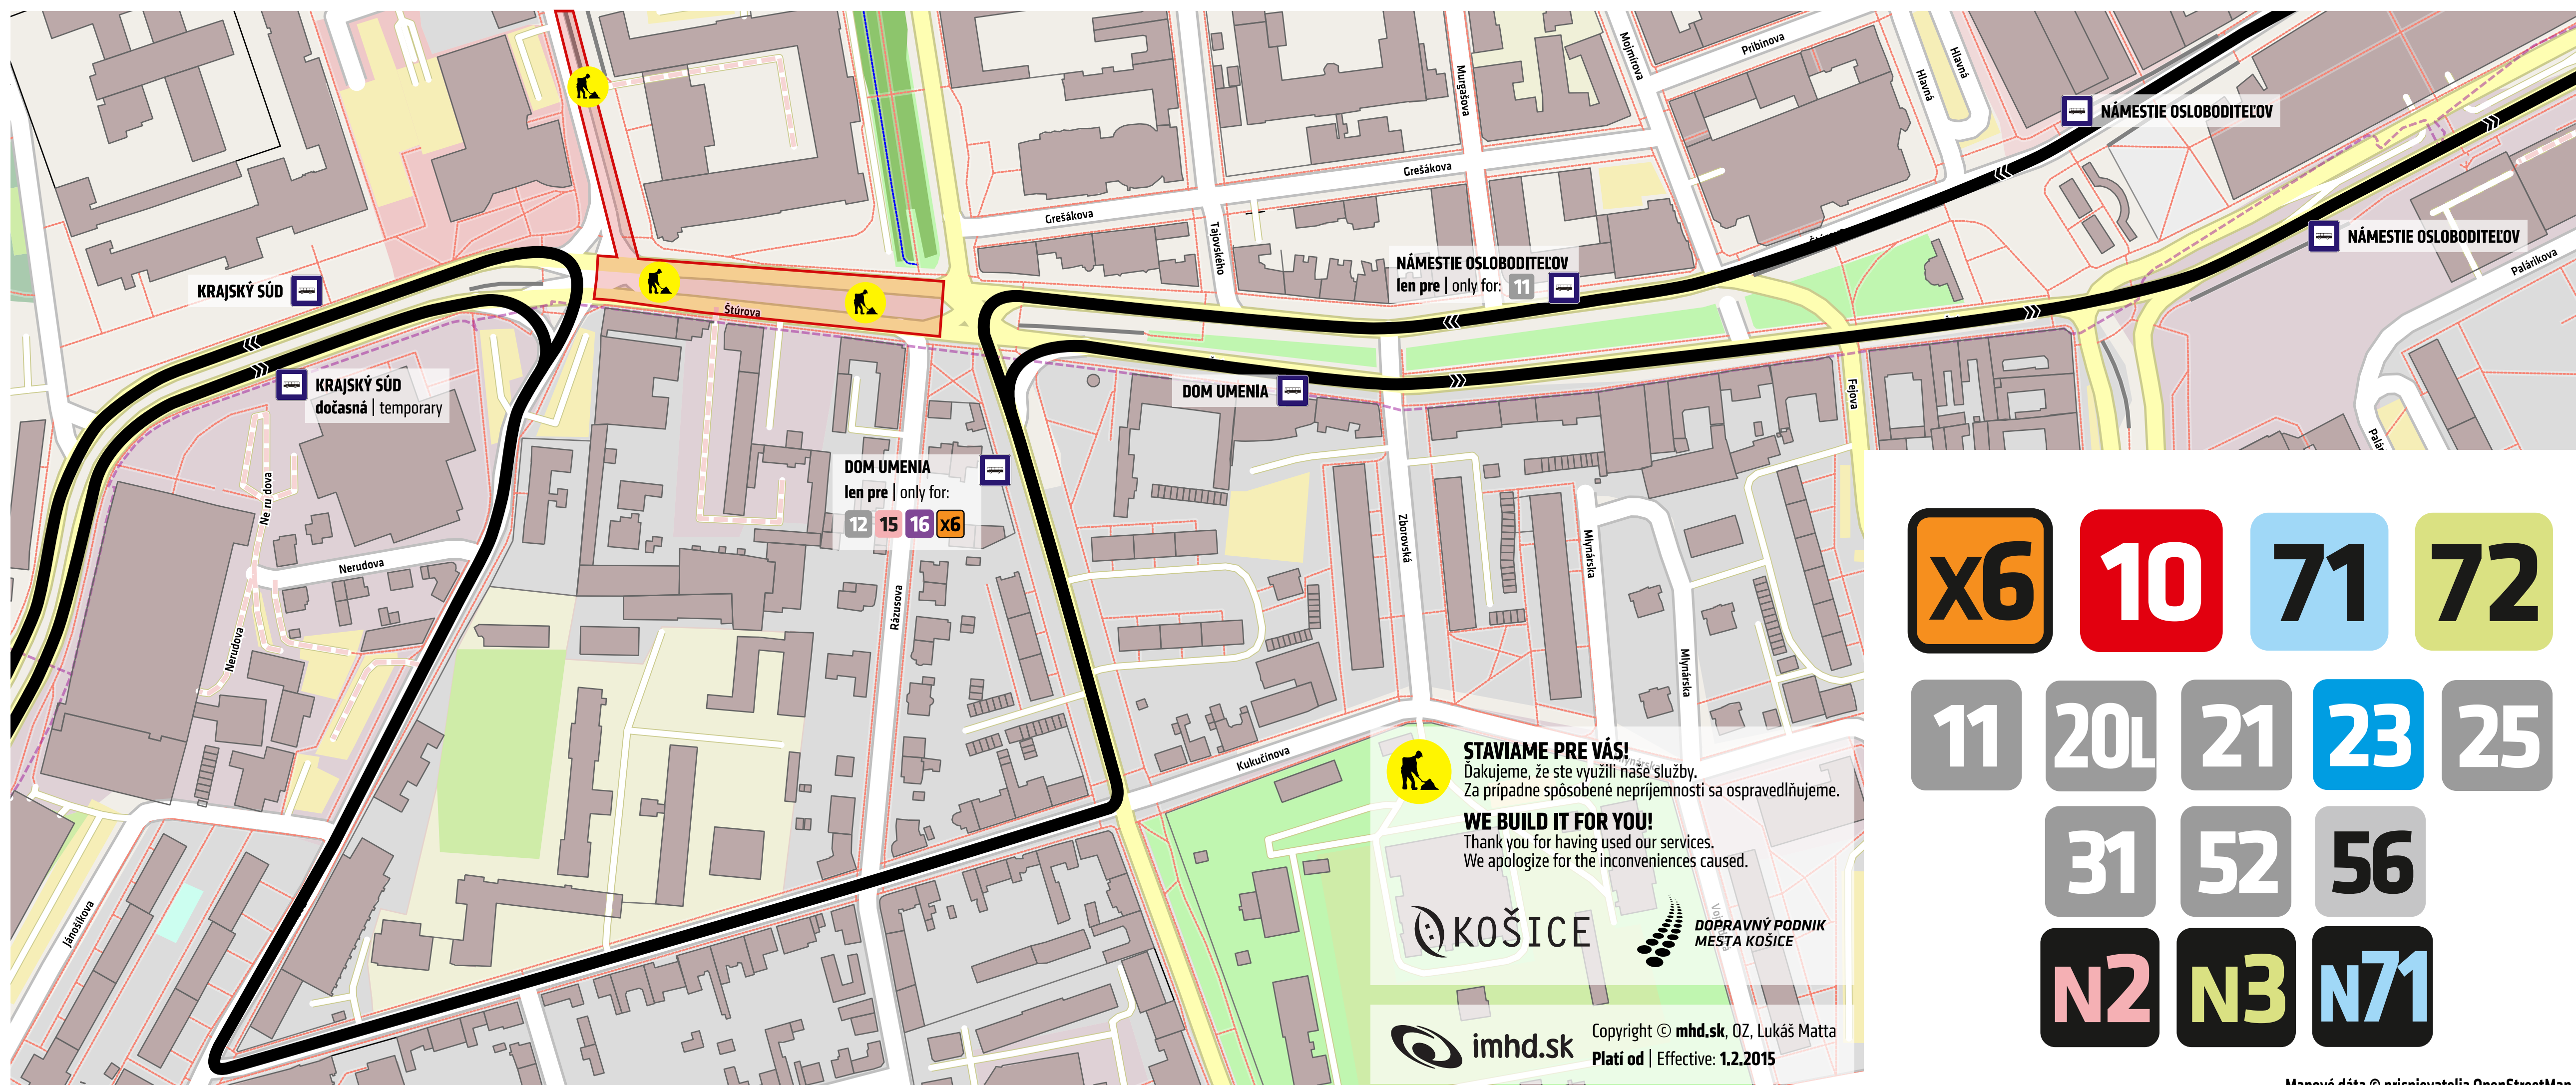 Mojmírova
Pribinova
Hlavná
Hlavná
Murgašova
NÁMESTIE OSLOBODITEĽOV
Grešákova
Grešákova
Tajovského
NÁMESTIE OSLOBODITEĽOV
Palárikova
KRAJSKÝ SÚD
NÁMESTIE OSLOBODITEĽOV
len pre | only for: 11
Štúrova
KRAJSKÝ SÚD
dočasná | temporary
DOM UMENIA
Fejova
DOM UMENIA
len pre | only for:
12 15 16 x6
Nerudova
Nerudova
Nerudova
Rázusova
Zborovská
Mlynárska
Mlynárska
Kukučínova
Jánošíkova
STAVIAME PRE VÁS!
Ďakujeme, že ste využili naše služby.
Za prípadne spôsobené nepríjemnosti sa ospravedlňujeme.
WE BUILD IT FOR YOU!
Thank you for having used our services.
We apologize for the inconveniences caused.
KOŠICE
DOPRAVNÝ PODNIK
MESTA KOŠICE
imhd.sk
Copyright © mhd.sk, OZ, Lukáš Matta
Platí od | Effective: 1.2.2015
x6 10 71 72
11 20L 21 23 25
31 52 56
N2 N3 N71